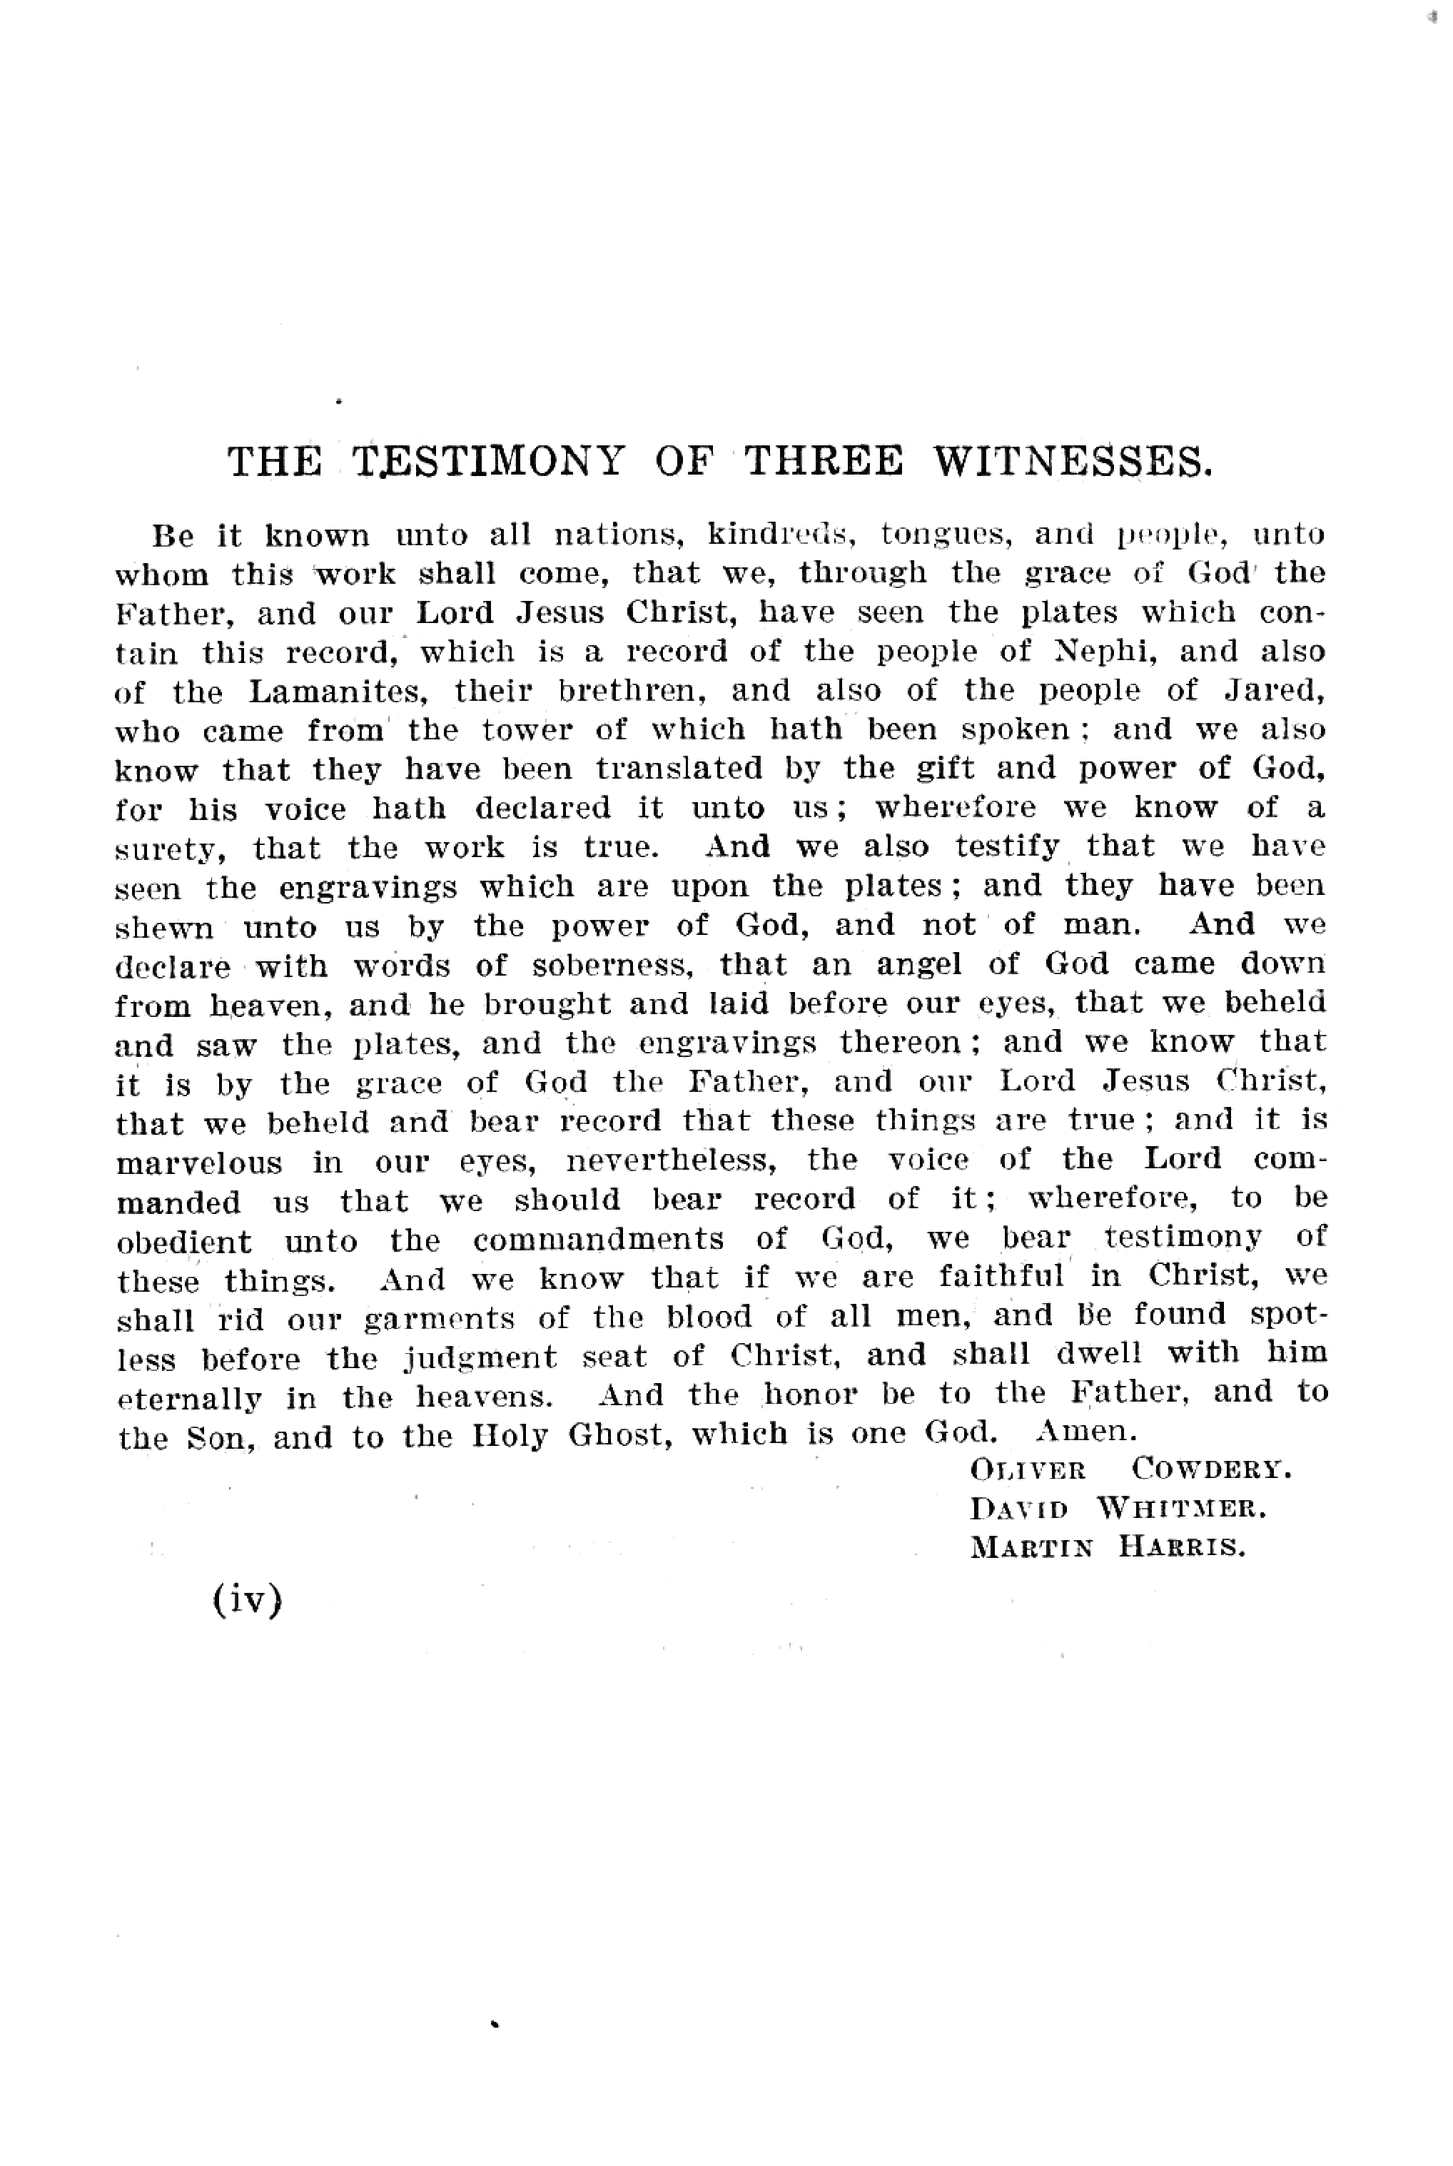 THE TESTIMONY OF THREE WITNESSES.
Be it known unto all nations, kindreds, tongues, and people, unto
whom this work shall come, that we, through the grace of God the
Father, and our Lord Jesus Christ, have seen the plates which con-
tain this record, which is a record of the people of Nephi, and also
of the Lamanites, their brethren, and also of the people of Jared,
who came from the tower of which hath been spoken; and we also
know that they have been translated by the gift and power of God,
for his voice hath declared it unto us; wherefore we know of a
surety, that the work is true. And we also testify that we have
seen the engravings which are upon the plates; and they have been
shewn unto us by the power of God, and not of man. And we
declare with words of soberness, that an angel of God came down
from heaven, and he brought and laid before our eyes, that we beheld
and saw the plates, and the engravings thereon; and we know that
it is by the grace of God the Father, and our Lord Jesus Christ,
that we beheld and bear record that these things are true; and it is
marvelous in our eyes, nevertheless, the voice of the Lord com-
manded us that we should bear record of it; wherefore, to be
obedient unto the commandments of God, we bear testimony of
these things. And we know that if we are faithful in Christ, we
shall rid our garments of the blood of all men, and be found spot-
less before the judgment seat of Christ, and shall dwell with him
eternally in the heavens. And the honor be to the Father, and to
the Son, and to the Holy Ghost, which is one God. Amen.
OLIVER COWDERY.
DAVID WHITMER.
MARTIN HARRIS.
(iv)